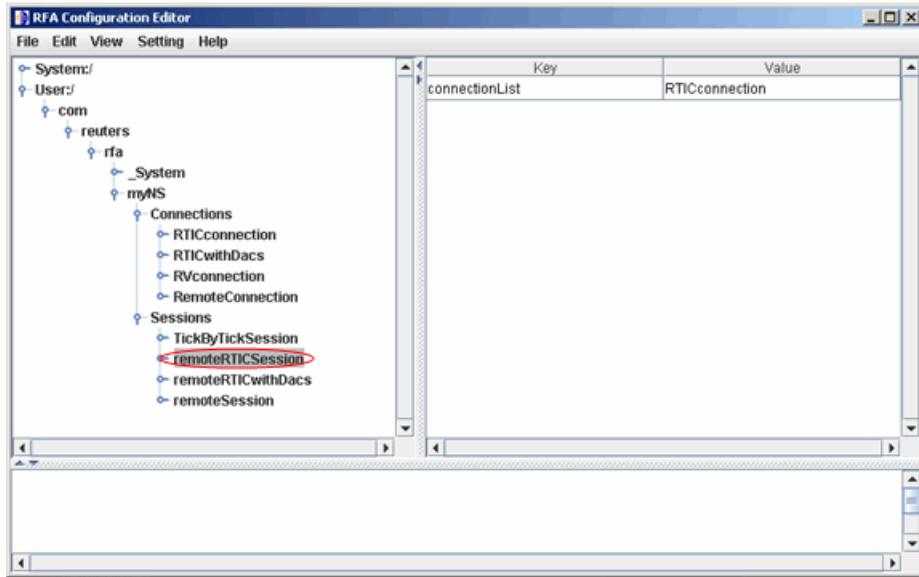 RFA Configuration Editor
File Edit View Setting Help
System:/
User:/
com
reuters
rfa
_System
myNS
Connections
RTICconnection
RTICwithDacs
RVconnection
RemoteConnection
Sessions
TickByTickSession
remoteRTICSession
remoteRTICwithDacs
remoteSession
Key Value
connectionList RTICconnection